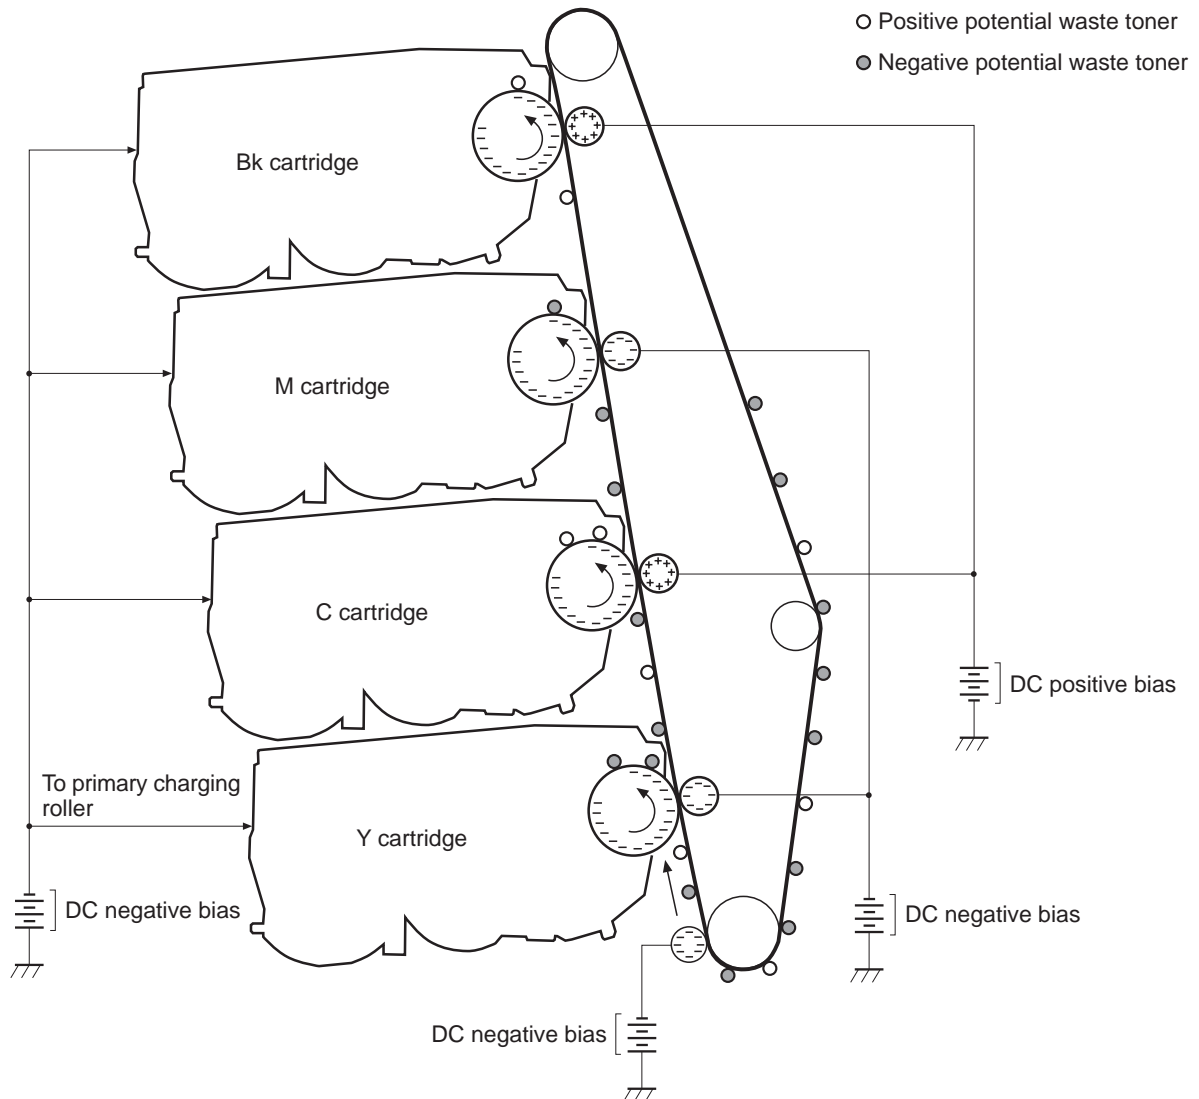 Positive potential waste toner
Negative potential waste toner
Bk cartridge
M cartridge
C cartridge
DC positive bias
To primary charging
roller
Y cartridge
DC negative bias
DC negative bias
DC negative bias